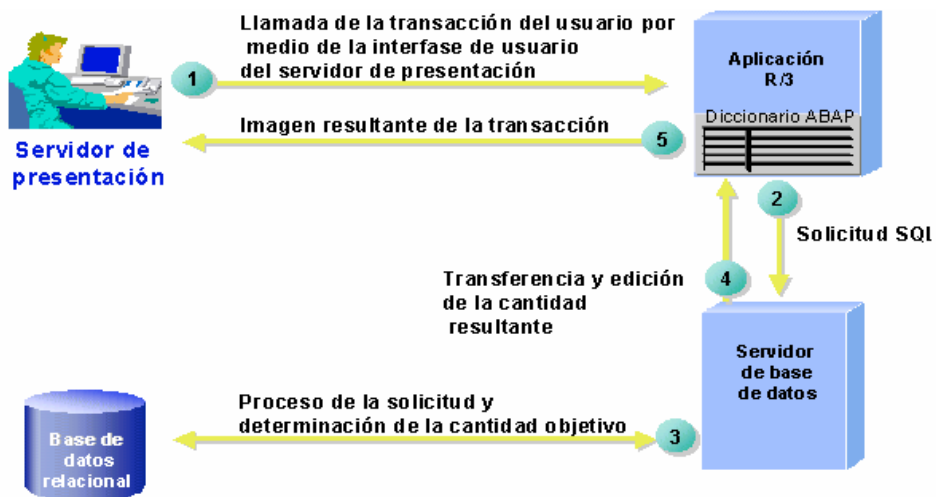 Llamada de la transacción del usuario por
medio de la interfase de usuario
del servidor de presentación
1
Aplicación
R/3
Diccionario ABAP
Imagen resultante de la transacción
5
Servidor de
presentación
2
Solicitud SQL
Transferencia y edición
de la cantidad
resultante
4
Servidor
de base
de datos
Proceso de la solicitud y
determinación de la cantidad objetivo
3
Base de
datos
relacional